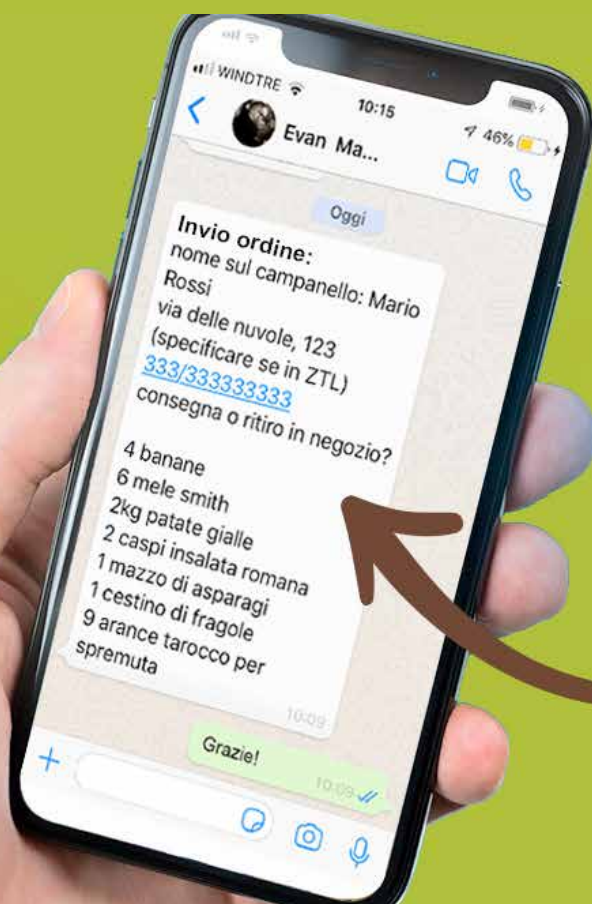 WINDTRE
10:15
46%
Evan Ma...
Oggi
Invio ordine:
nome sul campanello: Mario
Rossi
via delle nuvole, 123
(specificare se in ZTL)
333/333333333
consegna o ritiro in negozio?
4 banane
6 mele smith
2kg patate gialle
2 caspi insalata romana
1 mazzo di asparagi
1 cestino di fragole
9 arance tarocco per
spremuta
10:09
Grazie!
10:09